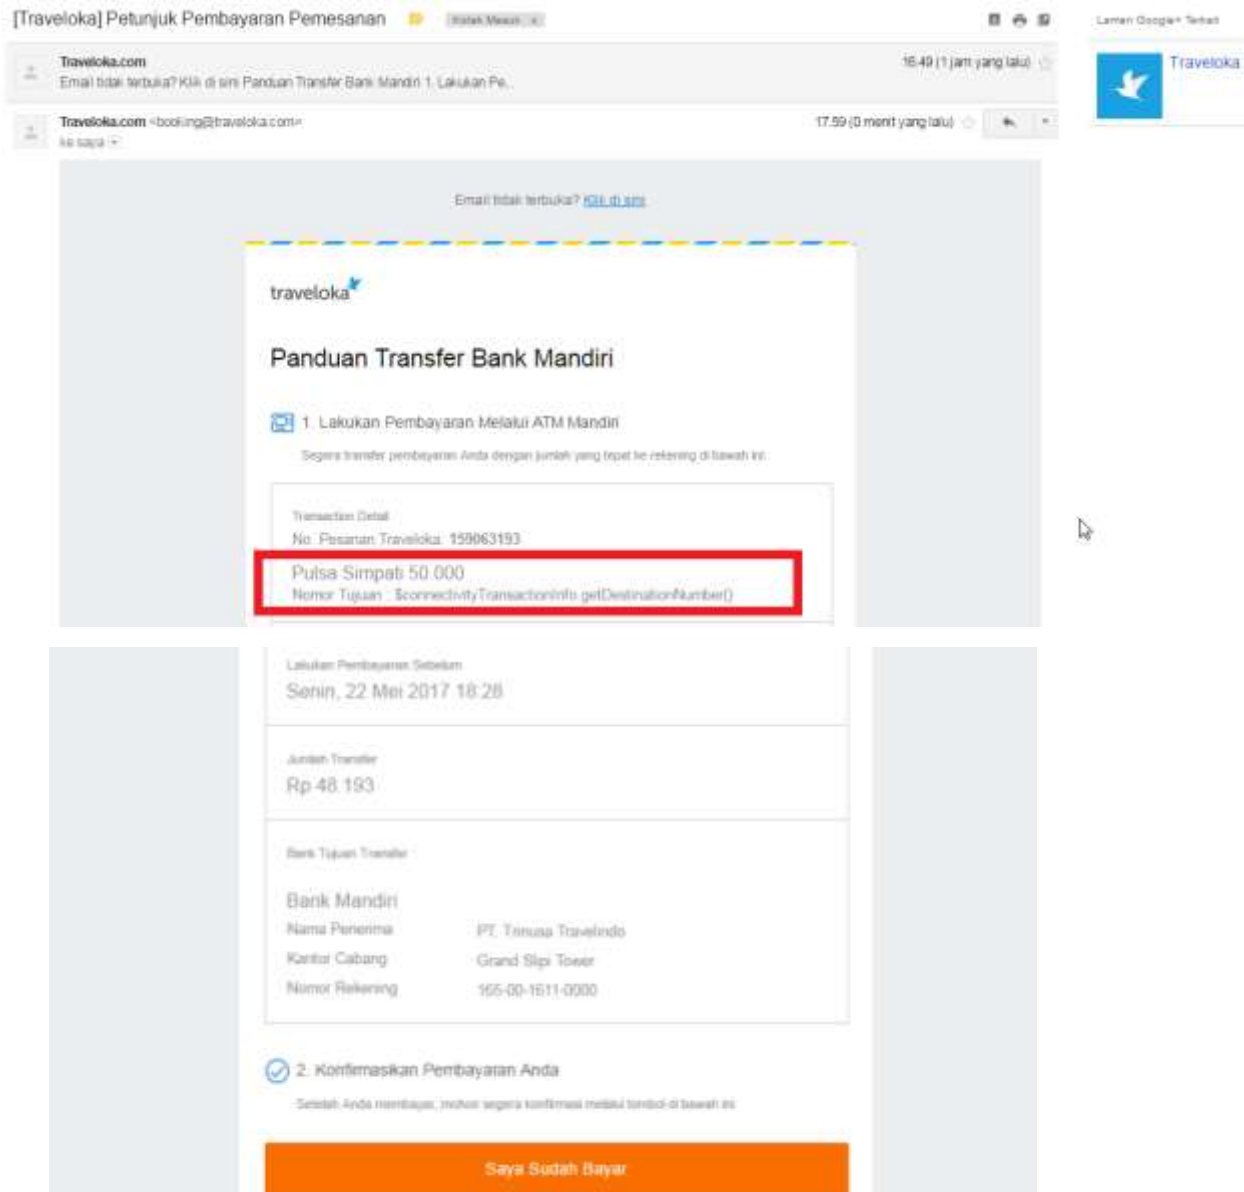 [Traveloka] Petunjuk Pembayaran Pemesanan
Kotak Masuk x
Laman Google+ Terkait
Traveloka
Traveloka.com
16.49 (1 jam yang lalu)
Email tidak terbuka? Klik di sini Panduan Transfer Bank Mandiri 1. Lakukan Pe...
Traveloka.com <booking@traveloka.com>
17.59 (0 menit yang lalu)
ke saya
Email tidak terbuka? Klik di sini
traveloka
Panduan Transfer Bank Mandiri
1. Lakukan Pembayaran Melalui ATM Mandiri
Segera transfer pembayaran Anda dengan jumlah yang tepat ke rekening di bawah ini:
Transaction Detail
No. Pesanan Traveloka: 159063193
Pulsa Simpati 50.000
Nomor Tujuan : $connectivityTransactionInfo.getDestinationNumber()
Lakukan Pembayaran Sebelum
Senin, 22 Mei 2017 18:28
Jumlah Transfer
Rp 48.193
Bank Tujuan Transfer
Bank Mandiri
Nama Penerima PT. Trinusa Travelindo
Kantor Cabang Grand Slipi Tower
Nomor Rekening 165-00-1611-0000
2. Konfirmasikan Pembayaran Anda
Setelah Anda membayar, mohon segera konfirmasi melalui tombol di bawah ini
Saya Sudah Bayar